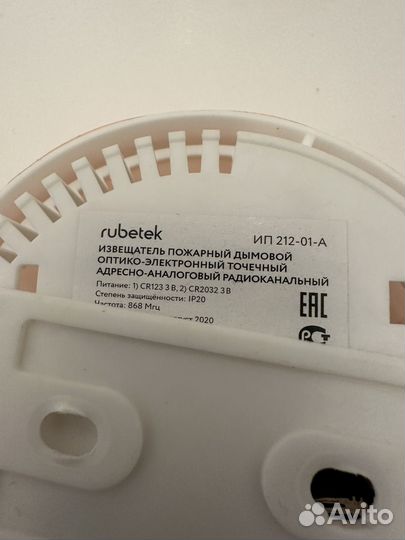 rubetek ИП 212-01-А
ИЗВЕЩАТЕЛЬ ПОЖАРНЫЙ ДЫМОВОЙ
ОПТИКО-ЭЛЕКТРОННЫЙ ТОЧЕЧНЫЙ
АДРЕСНО-АНАЛОГОВЫЙ РАДИОКАНАЛЬНЫЙ
Питание: 1) CR123 3 В, 2) CR2032 3 В
Степень защищённости: IP20
Частота: 868 Мгц
2020
EAC
Avito